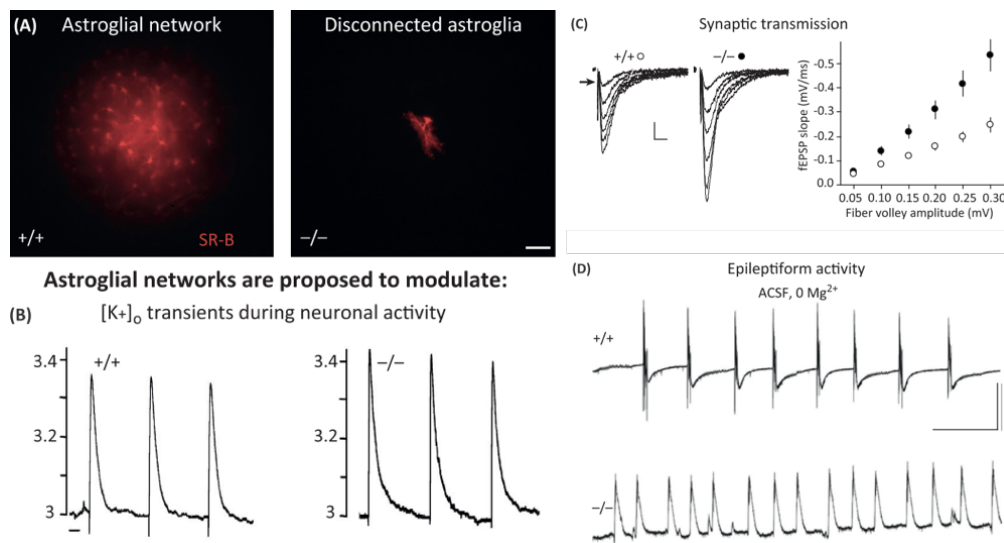 (A) Astroglial network Disconnected astroglia
+/+ SR-B −/−
Astroglial networks are proposed to modulate:
(B) [K+]o transients during neuronal activity
3.4 +/+ 3.4 −/−
3.2 3.2
3 3
(C) Synaptic transmission
+/+ −/−
fEPSP slope (mV/ms)
-0.5
-0.4
-0.3
-0.2
-0.1
0.0
0.05 0.10 0.15 0.20 0.25 0.30
Fiber volley amplitude (mV)
(D) Epileptiform activity
ACSF, 0 Mg2+
+/+
−/−